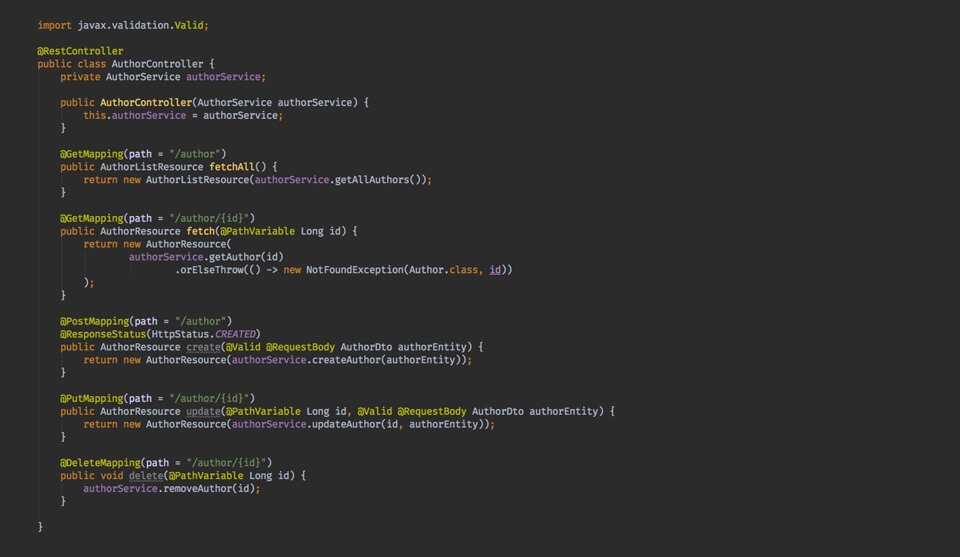 import javax.validation.Valid;
@RestController
public class AuthorController {
private AuthorService authorService;
public AuthorController(AuthorService authorService) {
this.authorService = authorService;
}
@GetMapping(path = "/author")
public AuthorListResource fetchAll() {
return new AuthorListResource(authorService.getAllAuthors());
}
@GetMapping(path = "/author/{id}")
public AuthorResource fetch(@PathVariable Long id) {
return new AuthorResource(
authorService.getAuthor(id)
.orElseThrow(() -> new NotFoundException(Author.class, id))
);
}
@PostMapping(path = "/author")
@ResponseStatus(HttpStatus.CREATED)
public AuthorResource create(@Valid @RequestBody AuthorDto authorEntity) {
return new AuthorResource(authorService.createAuthor(authorEntity));
}
@PutMapping(path = "/author/{id}")
public AuthorResource update(@PathVariable Long id, @Valid @RequestBody AuthorDto authorEntity) {
return new AuthorResource(authorService.updateAuthor(id, authorEntity));
}
@DeleteMapping(path = "/author/{id}")
public void delete(@PathVariable Long id) {
authorService.removeAuthor(id);
}
}